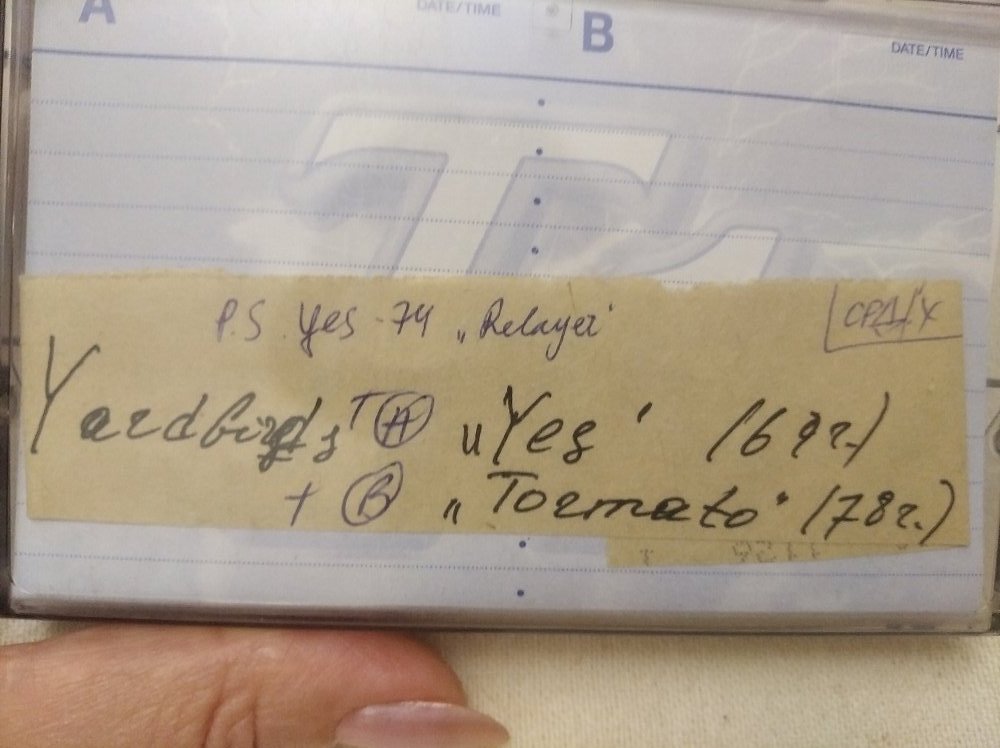 A DATE/TIME B DATE/TIME
P.S. Yes - 74 „Relayer"
Yardbirds + (A) „Yes" (69г.)
+ (B) „Tormato" (78г.)